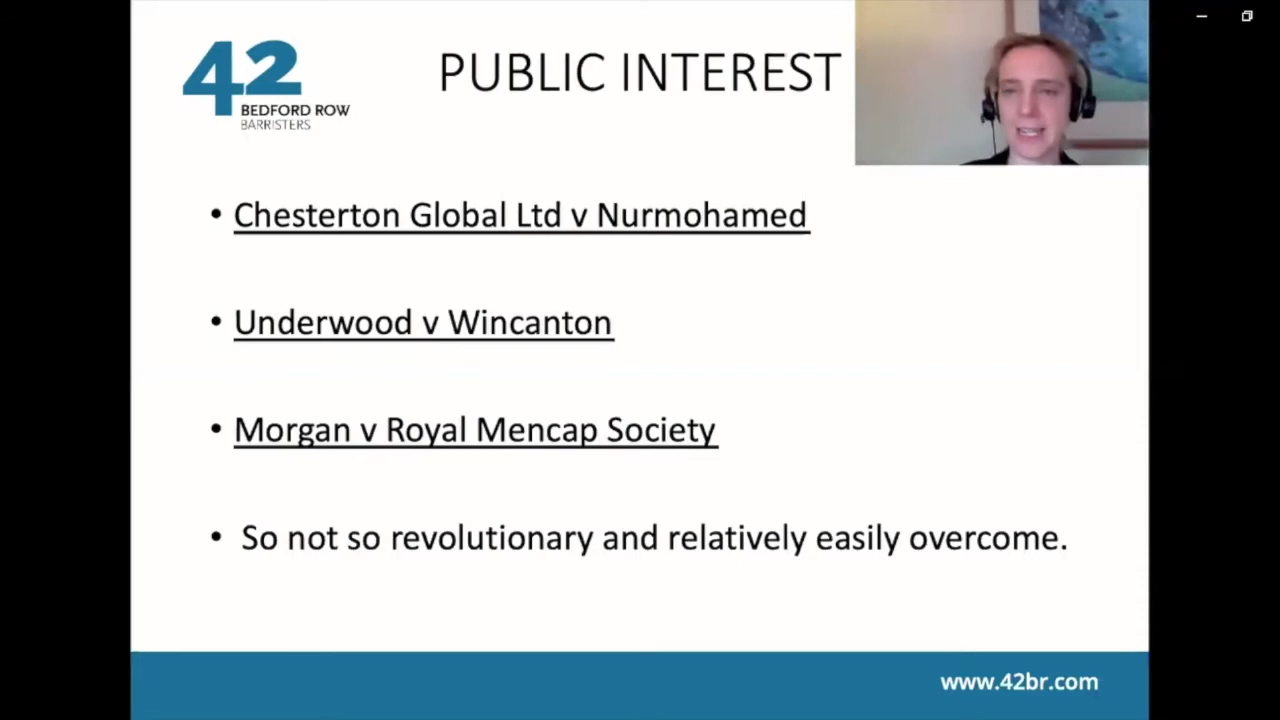 42
BEDFORD ROW
BARRISTERS
PUBLIC INTEREST
• Chesterton Global Ltd v Nurmohamed
• Underwood v Wincanton
• Morgan v Royal Mencap Society
• So not so revolutionary and relatively easily overcome.
www.42br.com